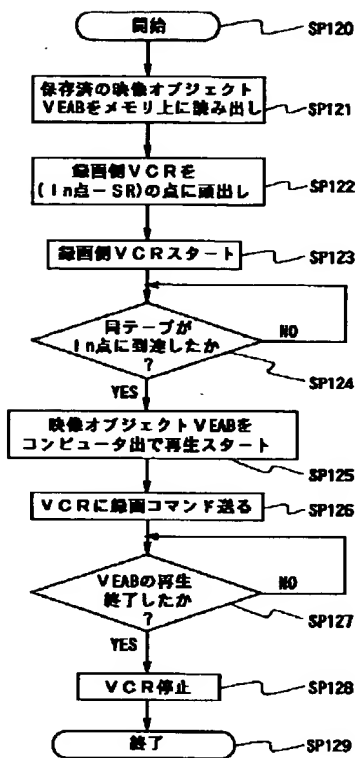 開始
SP120
保存済の映像オブジェクト
VEABをメモリ上に読み出し
SP121
録画側VCRを
(In点-SR)の点に頭出し
SP122
録画側VCRスタート
SP123
同テープが
In点に到達したか
?
NO
SP124
YES
映像オブジェクトVEABを
コンピュータ出で再生スタート
SP125
VCRに録画コマンド送る
SP126
VEABの再生
終了したか
?
NO
SP127
YES
VCR停止
SP128
終了
SP129